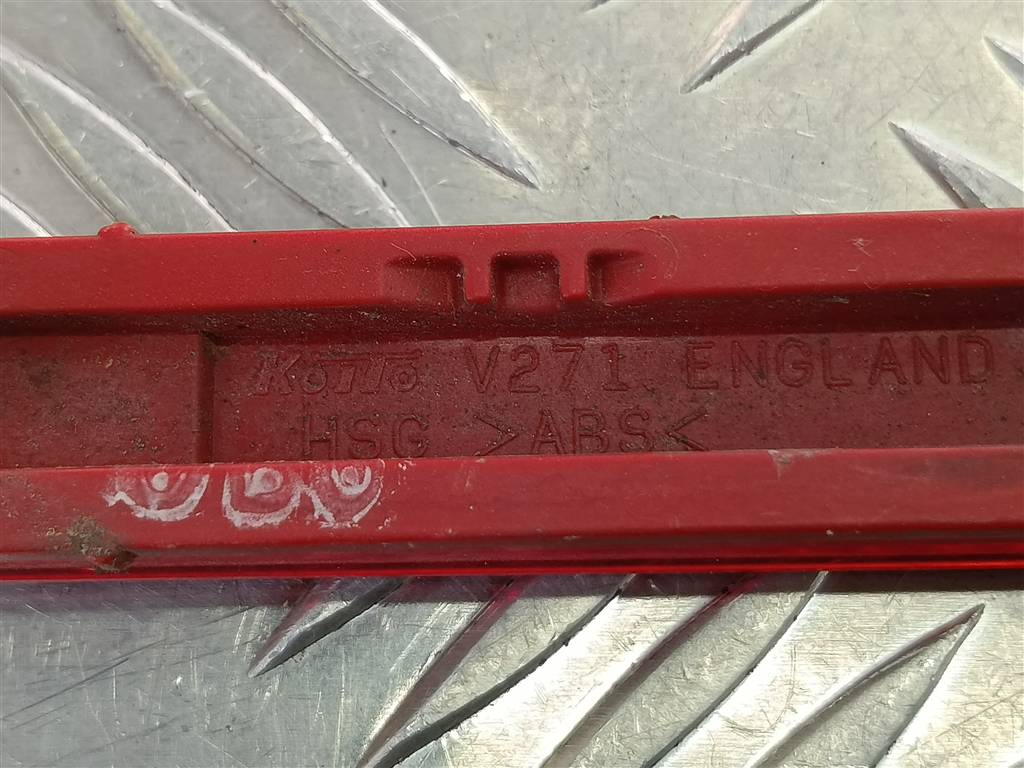 KOITO V271 ENGLAND
HSG >ABS<